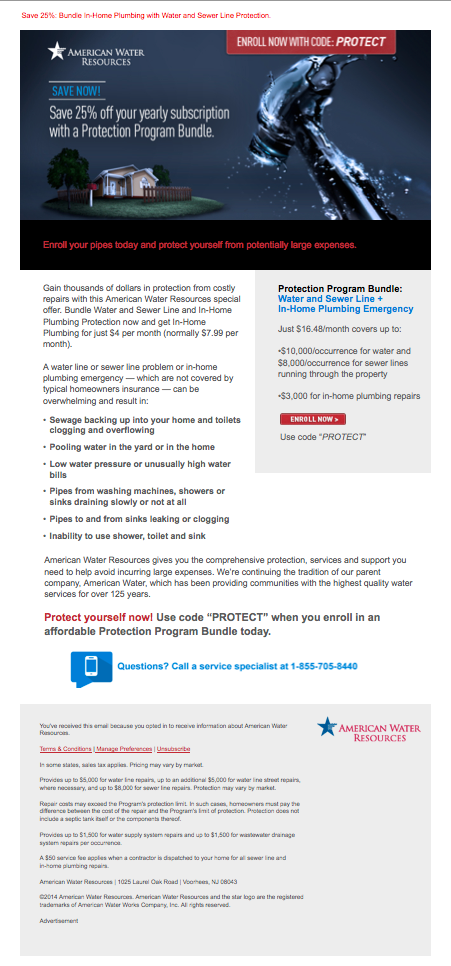 Save 25%: Bundle In-Home Plumbing with Water and Sewer Line Protection.
AMERICAN WATER
RESOURCES
ENROLL NOW WITH CODE: PROTECT
SAVE NOW!
Save 25% off your yearly subscription
with a Protection Program Bundle.
Enroll your pipes today and protect yourself from potentially large expenses.
Gain thousands of dollars in protection from costly
repairs with this American Water Resources special
offer. Bundle Water and Sewer Line and In-Home
Plumbing Protection now and get In-Home
Plumbing for just $4 per month (normally $7.99 per
month).
A water line or sewer line problem or in-home
plumbing emergency — which are not covered by
typical homeowners insurance — can be
overwhelming and result in:
• Sewage backing up into your home and toilets
clogging and overflowing
• Pooling water in the yard or in the home
• Low water pressure or unusually high water
bills
• Pipes from washing machines, showers or
sinks draining slowly or not at all
• Pipes to and from sinks leaking or clogging
• Inability to use shower, toilet and sink
Protection Program Bundle:
Water and Sewer Line +
In-Home Plumbing Emergency
Just $16.48/month covers up to:
•$10,000/occurrence for water and
$8,000/occurrence for sewer lines
running through the property
•$3,000 for in-home plumbing repairs
ENROLL NOW >
Use code "PROTECT"
American Water Resources gives you the comprehensive protection, services and support you
need to help avoid incurring large expenses. We're continuing the tradition of our parent
company, American Water, which has been providing communities with the highest quality water
services for over 125 years.
Protect yourself now! Use code "PROTECT" when you enroll in an
affordable Protection Program Bundle today.
Questions? Call a service specialist at 1-855-705-8440
You've received this email because you opted in to receive information about American Water
Resources.
AMERICAN WATER
RESOURCES
Terms & Conditions | Manage Preferences | Unsubscribe
In some states, sales tax applies. Pricing may vary by market.
Provides up to $5,000 for water line repairs, up to an additional $5,000 for water line street repairs,
where necessary, and up to $8,000 for sewer line repairs. Protection may vary by market.
Repair costs may exceed the Program's protection limit. In such cases, homeowners must pay the
difference between the cost of the repair and the Program's limit of protection. Protection does not
include a septic tank itself or the components thereof.
Provides up to $1,500 for water supply system repairs and up to $1,500 for wastewater drainage
system repairs per occurrence.
A $50 service fee applies when a contractor is dispatched to your home for all sewer line and
in-home plumbing repairs.
American Water Resources | 1025 Laurel Oak Road | Voorhees, NJ 08043
©2014 American Water Resources. American Water Resources and the star logo are the registered
trademarks of American Water Works Company, Inc. All rights reserved.
Advertisement